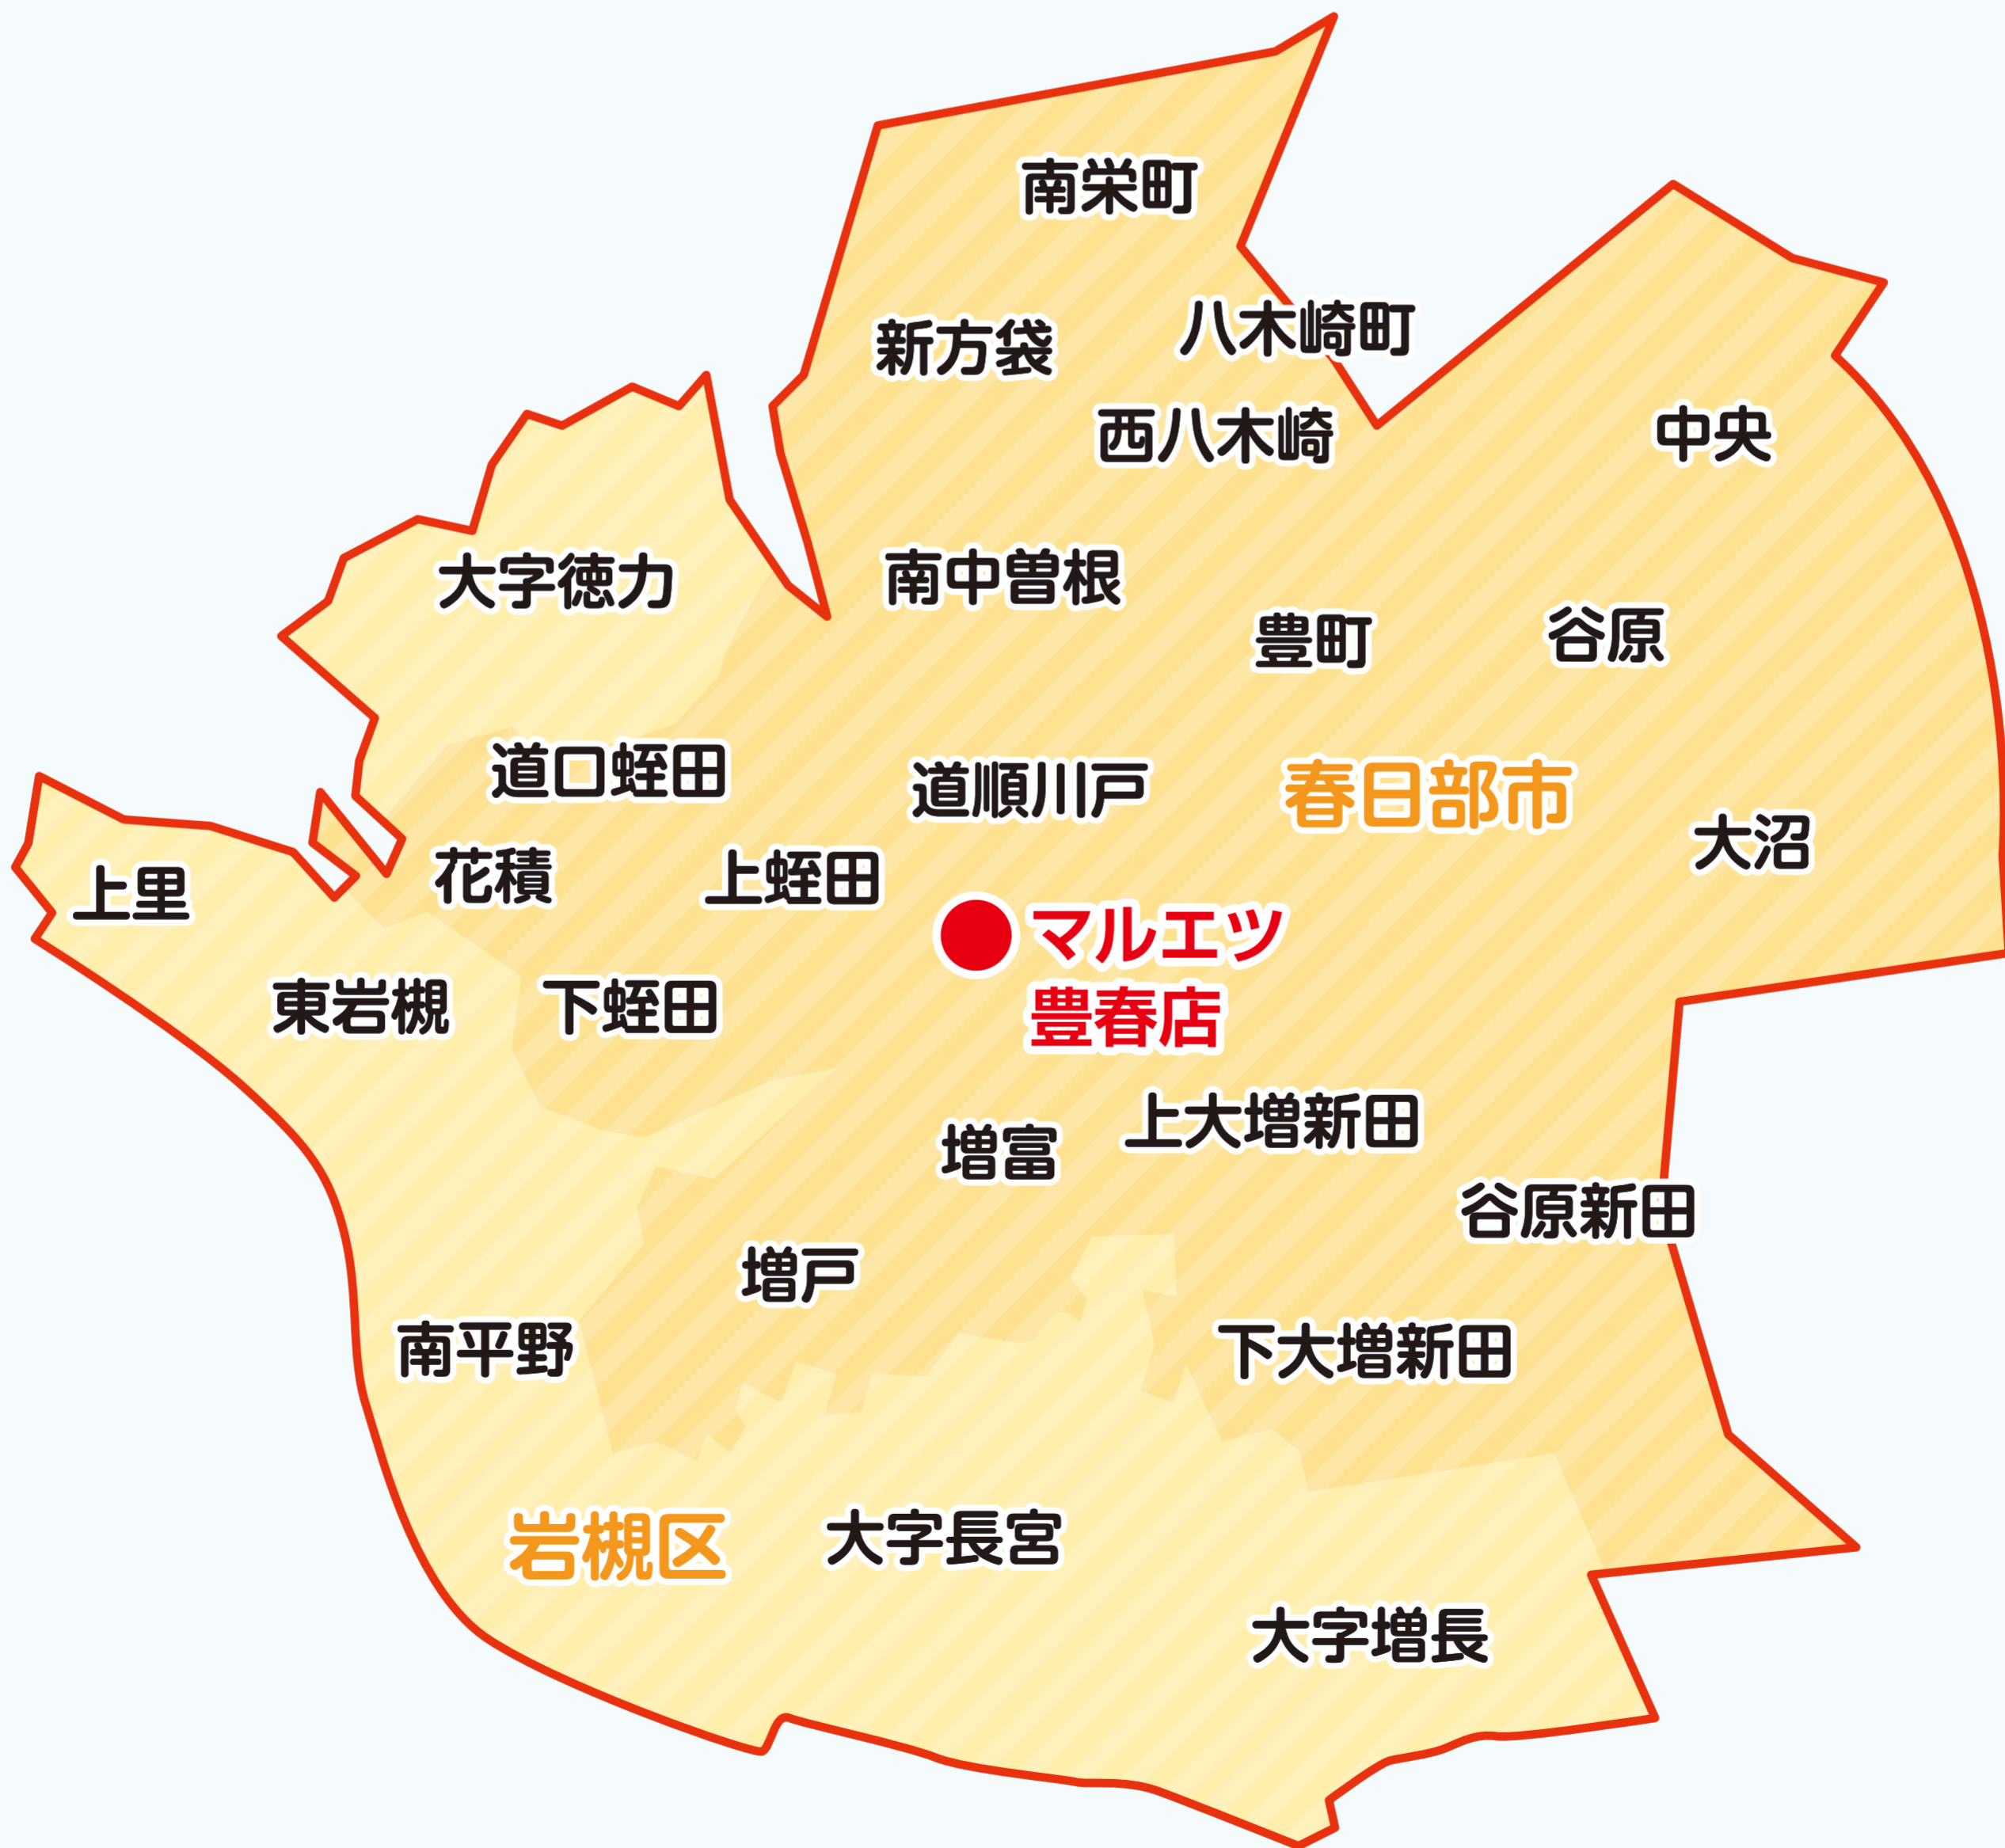 南栄町
八木崎町
新方袋
西八木崎
中央
大字徳力
南中曽根
豊町
谷原
道口蛭田
道順川戸
春日部市
大沼
上里
花積
上蛭田
マルエツ
豊春店
東岩槻
下蛭田
上大増新田
増富
谷原新田
増戸
南平野
下大増新田
岩槻区
大字長宮
大字増長